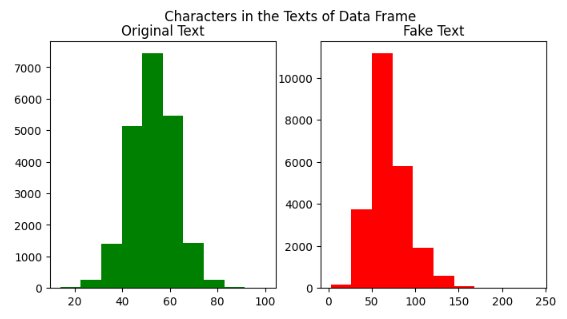 Characters in the Texts of Data Frame
Original Text
Fake Text
7000
6000
5000
4000
3000
2000
1000
0
20 40 60 80 100
10000
8000
6000
4000
2000
0
0 50 100 150 200 250